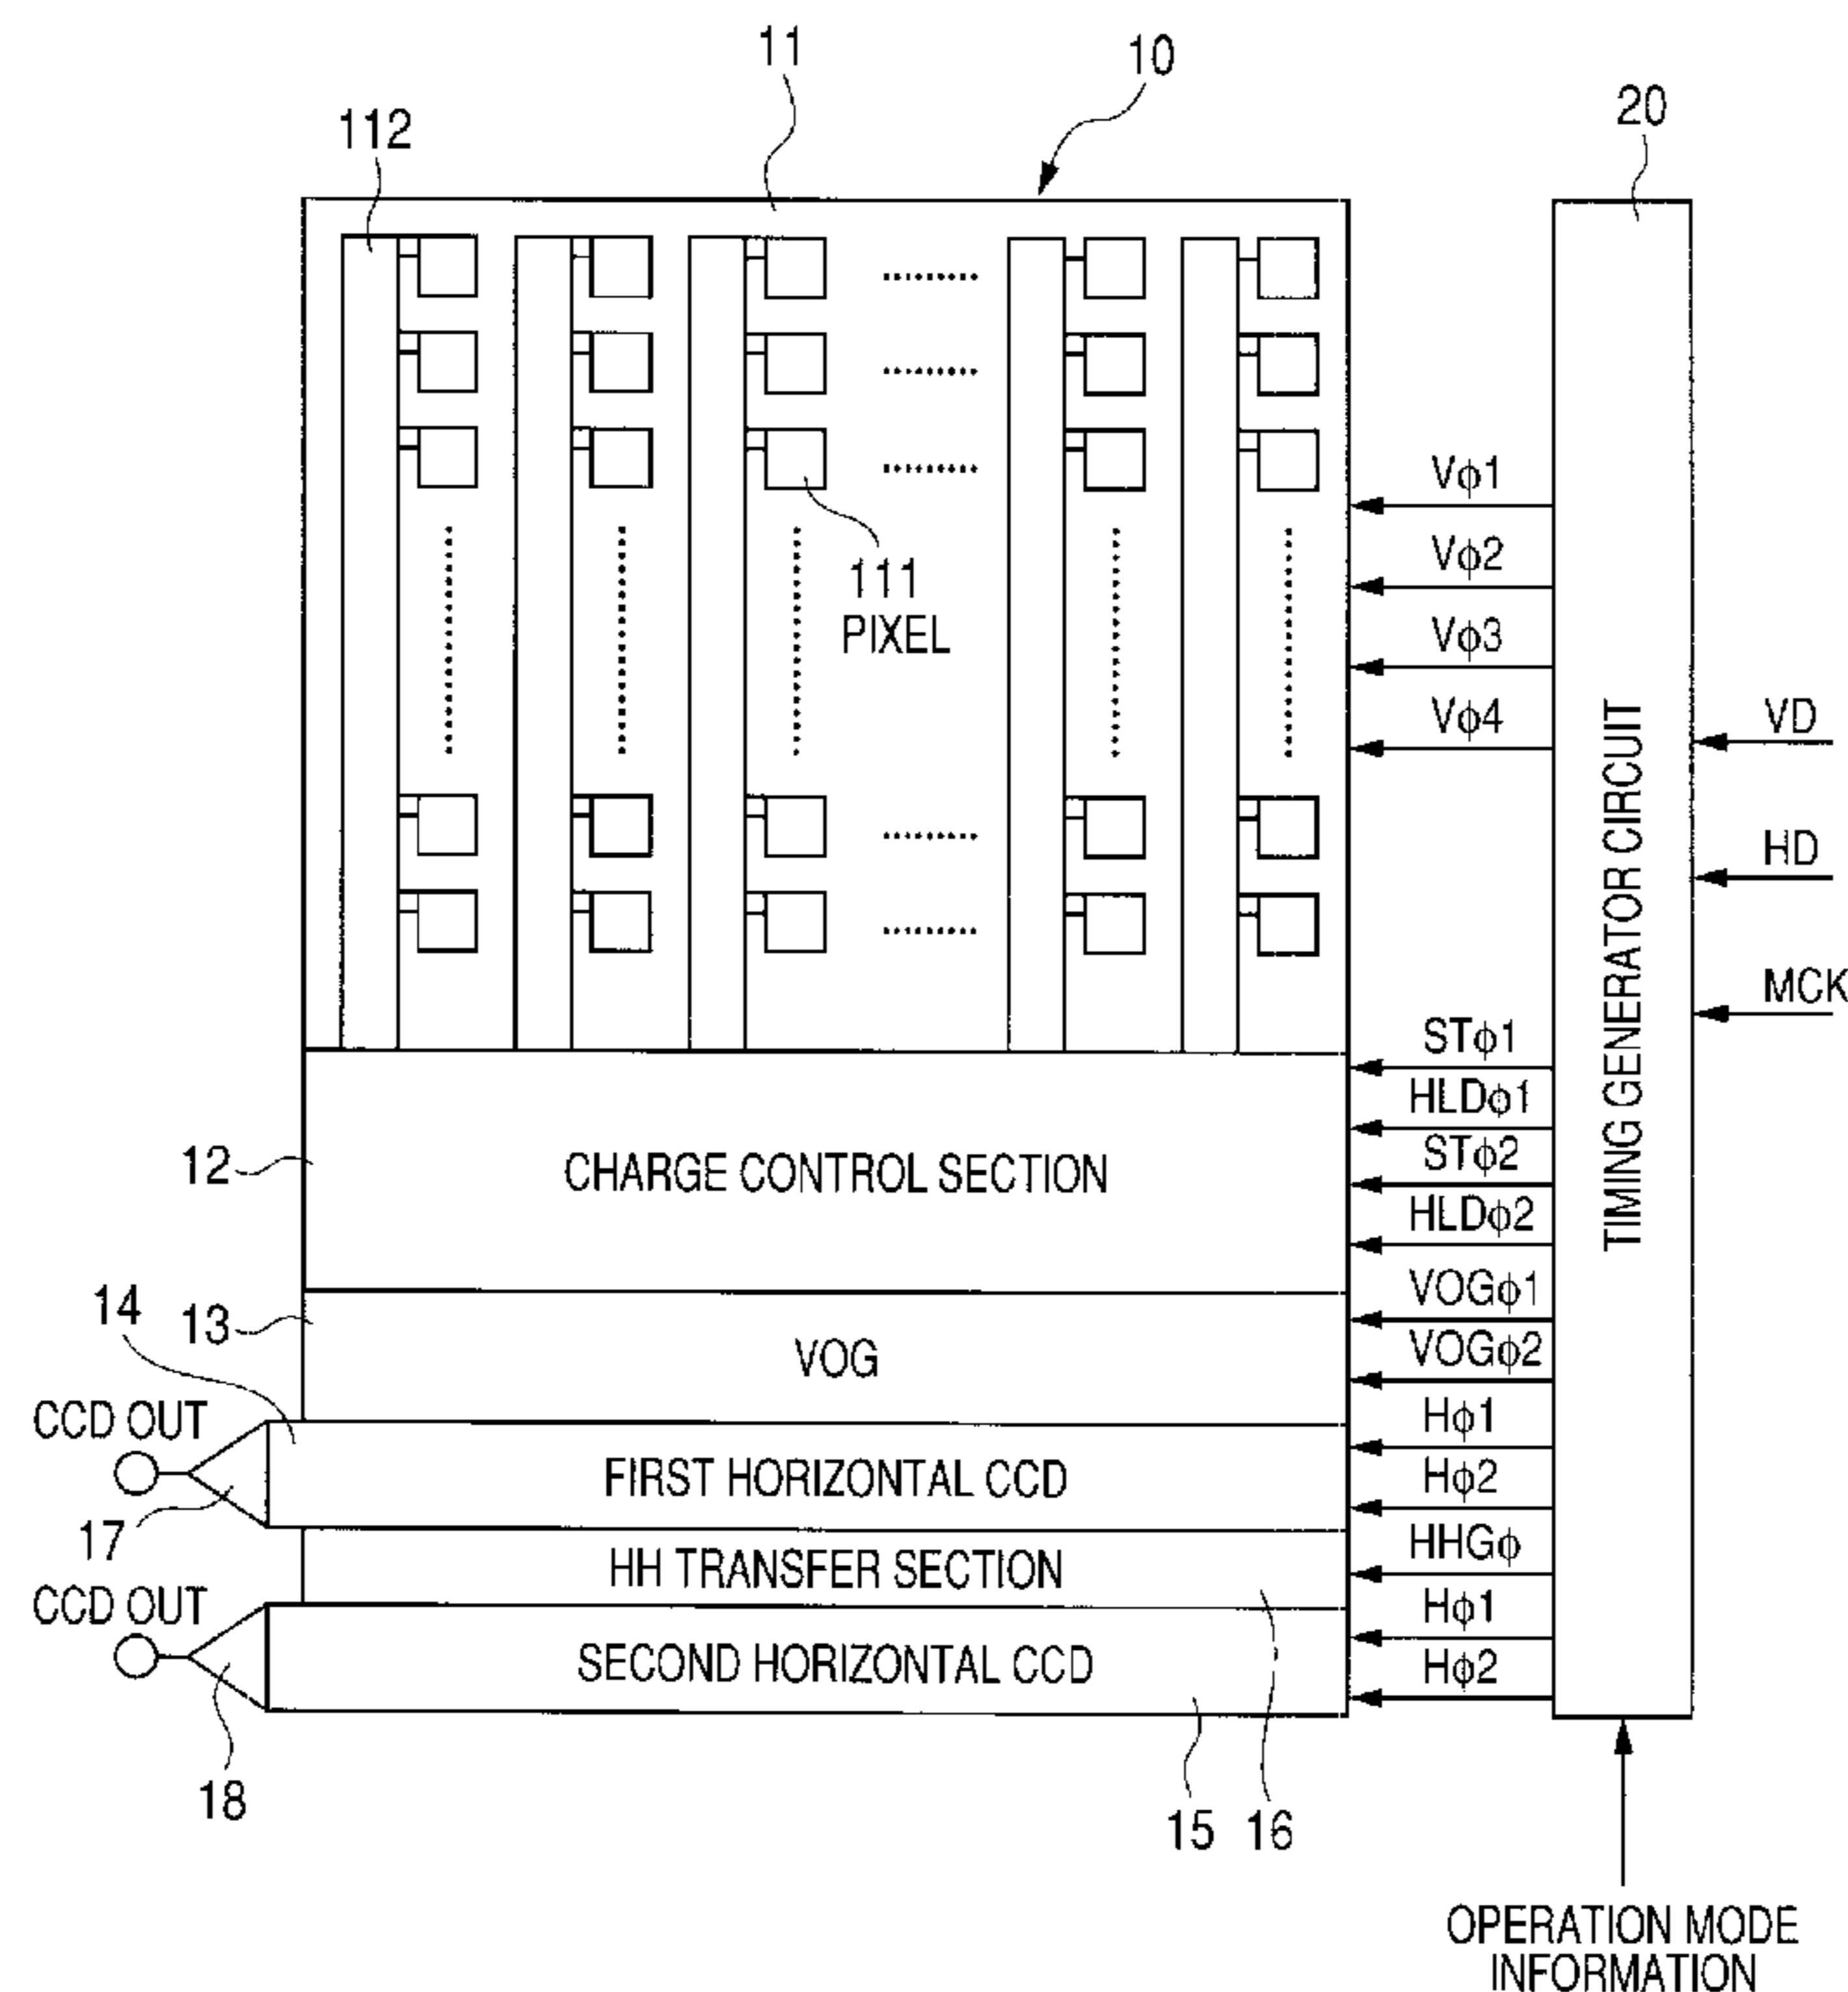 11
10
112
20
Vφ1
Vφ2
111
PIXEL
Vφ3
Vφ4
VD
HD
MCK
TIMING GENERATOR CIRCUIT
STφ1
HLDφ1
12
CHARGE CONTROL SECTION
STφ2
HLDφ2
14
13
VOG
VOGφ1
VOGφ2
CCD OUT
17
FIRST HORIZONTAL CCD
Hφ1
Hφ2
HH TRANSFER SECTION
HHGφ
CCD OUT
18
SECOND HORIZONTAL CCD
Hφ1
Hφ2
15
16
OPERATION MODE
INFORMATION